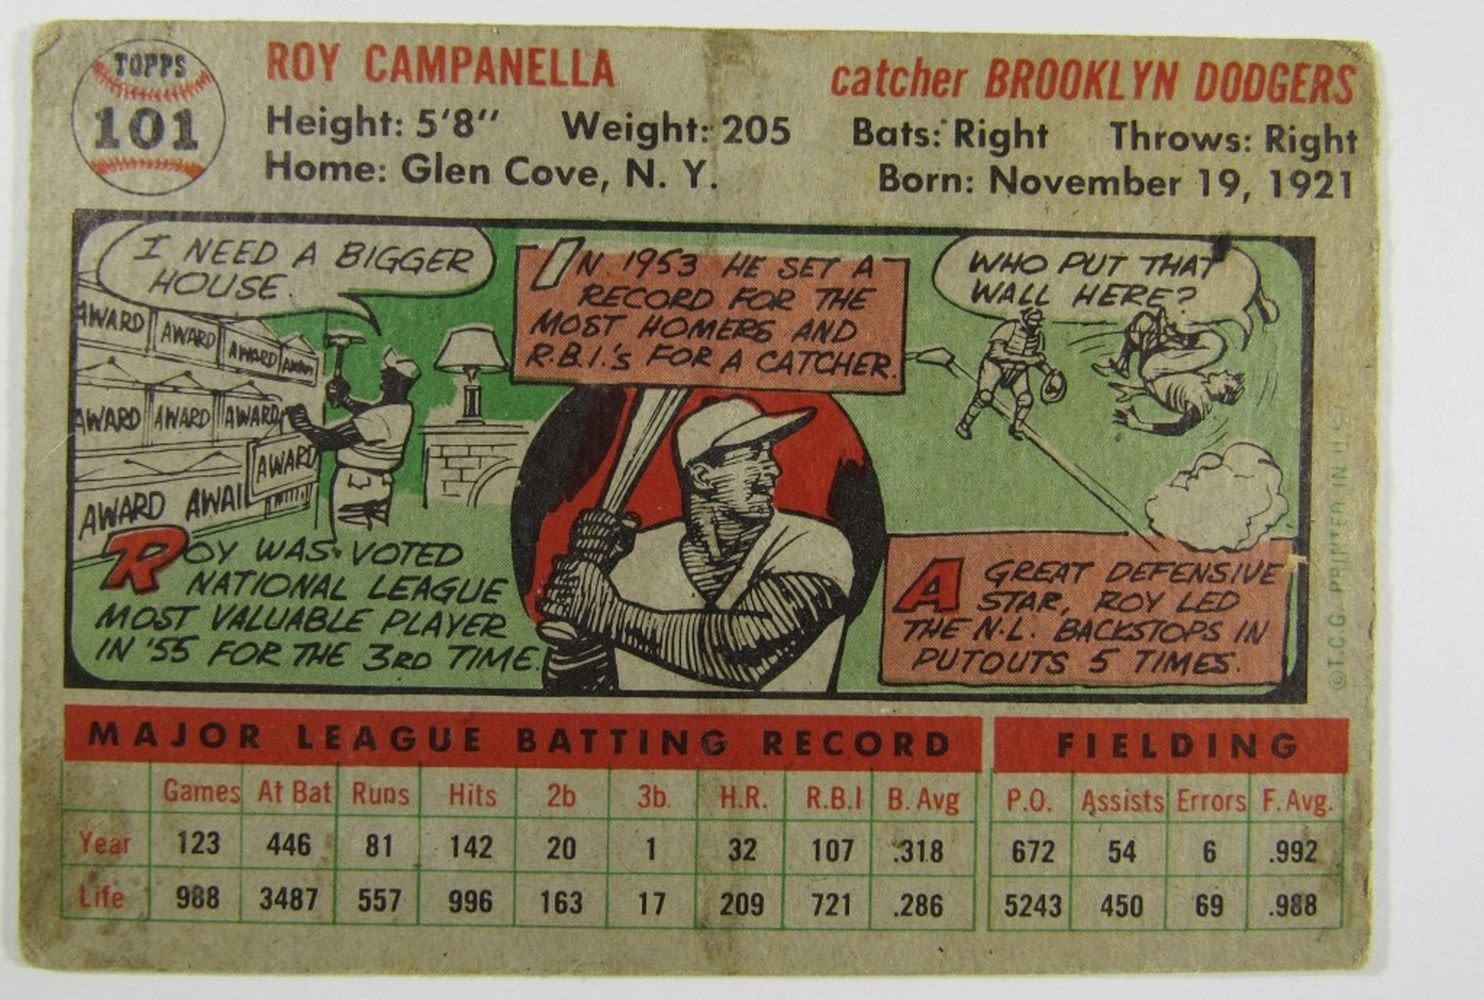 TOPPS
101
ROY CAMPANELLA
catcher BROOKLYN DODGERS
Height: 5'8" Weight: 205 Bats: Right Throws: Right
Home: Glen Cove, N. Y. Born: November 19, 1921
I NEED A BIGGER
HOUSE.
AWARD AWARD AWARD AWARD
AWARD AWARD AWARD
AWARD
AWARD AWAI
ROY WAS VOTED
NATIONAL LEAGUE
MOST VALUABLE PLAYER
IN '55 FOR THE 3RD TIME.
IN 1953 HE SET A
RECORD FOR THE
MOST HOMERS AND
R.B.I.'s FOR A CATCHER.
WHO PUT THAT
WALL HERE?
A GREAT DEFENSIVE
STAR, ROY LED
THE N.L. BACKSTOPS IN
PUTOUTS 5 TIMES.
© T.C.G. PRINTED IN U.S.
MAJOR LEAGUE BATTING RECORD FIELDING
Games At Bat Runs Hits 2b 3b. H.R. R.B.I B. Avg P.O. Assists Errors F. Avg.
Year 123 446 81 142 20 1 32 107 .318 672 54 6 .992
Life 988 3487 557 996 163 17 209 721 .286 5243 450 69 .988